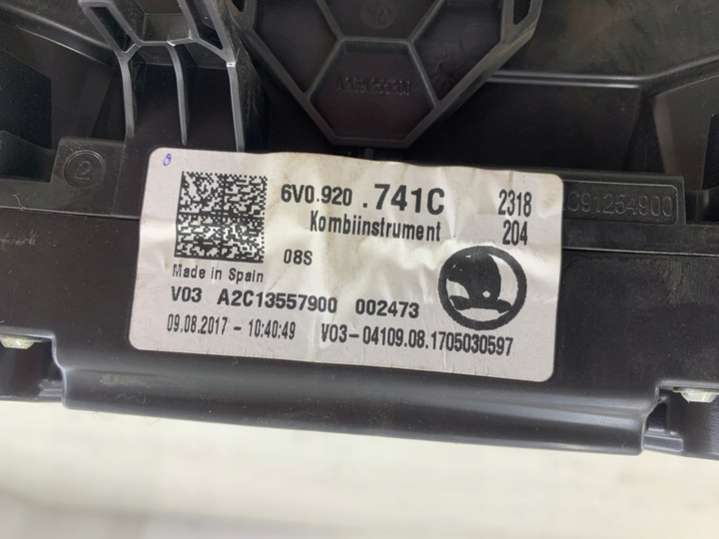 6V0.920 .741C 2318
Kombiinstrument 204
08S
Made in Spain
V03 A2C13557900 002473
09.08.2017 - 10:40:49 V03-04109.08.1705030597